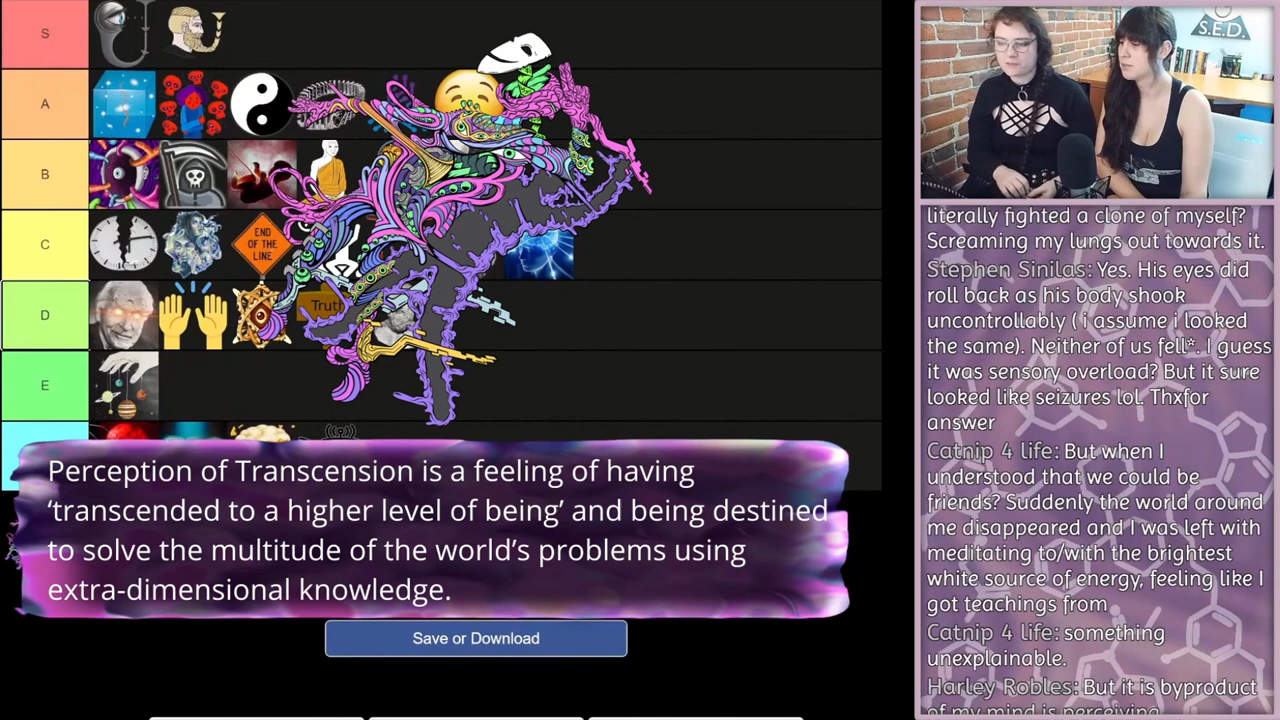 S
A
B
C
END
OF THE
LINE
D
Truth
E
Perception of Transcension is a feeling of having
‘transcended to a higher level of being’ and being destined
to solve the multitude of the world’s problems using
extra-dimensional knowledge.
Save or Download
S.E.D.
literally fighted a clone of myself?
Screaming my lungs out towards it.
Stephen Sinilas: Yes. His eyes did
roll back as his body shook
uncontrollably ( i assume i looked
the same). Neither of us fell*. I guess
it was sensory overload? But it sure
looked like seizures lol. Thxfor
answer
Catnip 4 life: But when I
understood that we could be
friends? Suddenly the world around
me disappeared and I was left with
meditating to/with the brightest
white source of energy, feeling like I
got teachings from
Catnip 4 life: something
unexplainable.
Harley Robles: But it is byproduct
of my mind is perceiving